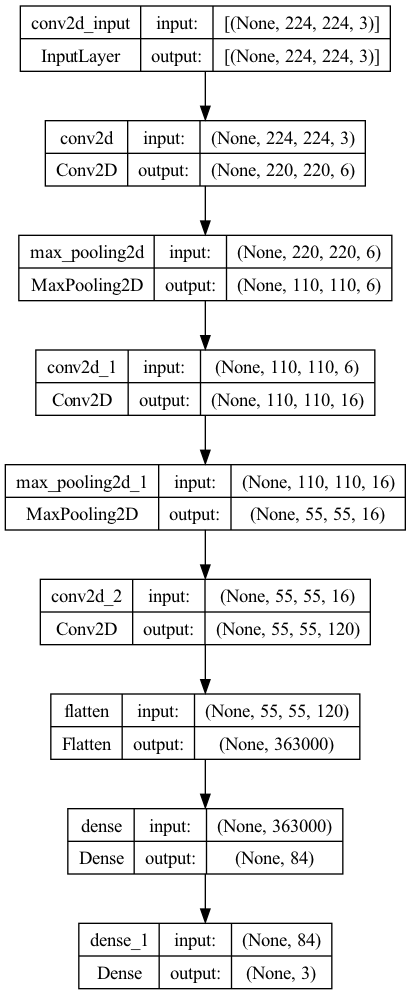 conv2d_input input: [(None, 224, 224, 3)]
InputLayer output: [(None, 224, 224, 3)]
conv2d input: (None, 224, 224, 3)
Conv2D output: (None, 220, 220, 6)
max_pooling2d input: (None, 220, 220, 6)
MaxPooling2D output: (None, 110, 110, 6)
conv2d_1 input: (None, 110, 110, 6)
Conv2D output: (None, 110, 110, 16)
max_pooling2d_1 input: (None, 110, 110, 16)
MaxPooling2D output: (None, 55, 55, 16)
conv2d_2 input: (None, 55, 55, 16)
Conv2D output: (None, 55, 55, 120)
flatten input: (None, 55, 55, 120)
Flatten output: (None, 363000)
dense input: (None, 363000)
Dense output: (None, 84)
dense_1 input: (None, 84)
Dense output: (None, 3)